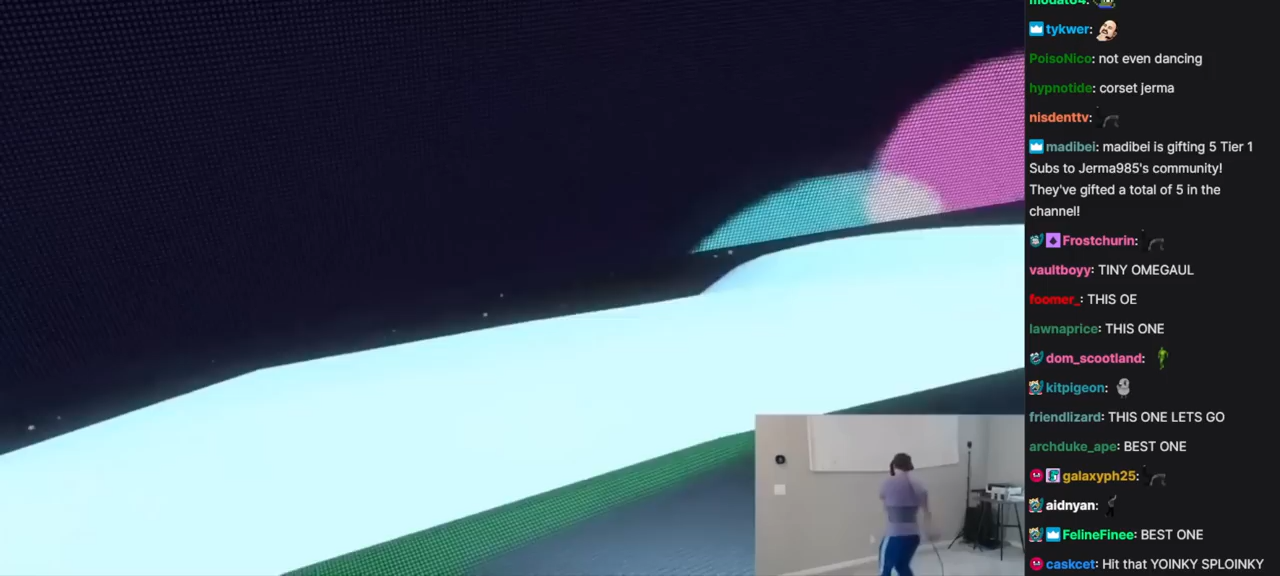 modato4:
tykwer:
PoisoNico: not even dancing
hypnotide: corset jerma
nisdenttv:
madibei: madibei is gifting 5 Tier 1
Subs to Jerma985's community!
They've gifted a total of 5 in the
channel!
Frostchurin:
vaultboyy: TINY OMEGAUL
foomer_: THIS OE
lawnaprice: THIS ONE
dom_scootland:
kitpigeon:
friendlizard: THIS ONE LETS GO
archduke_ape: BEST ONE
galaxyph25:
aidnyan:
FelineFinee: BEST ONE
caskcet: Hit that YOINKY SPLOINKY